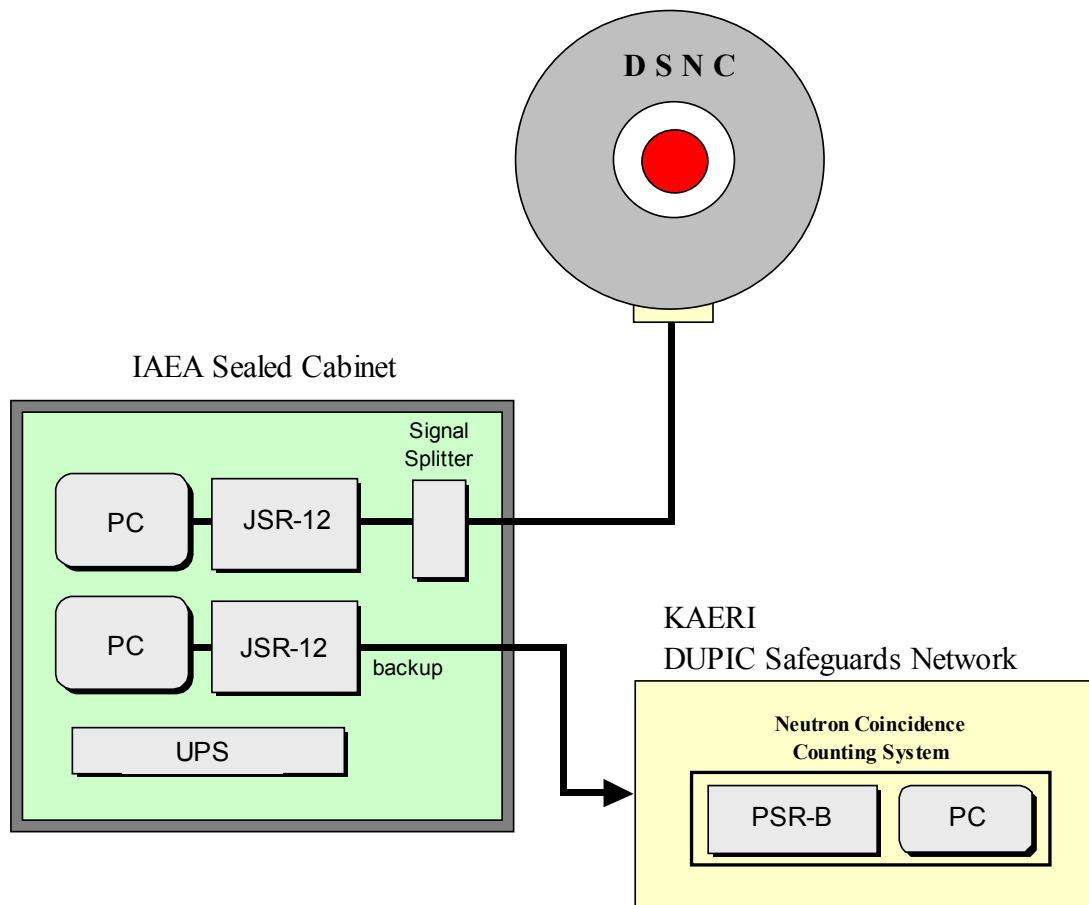 D S N C
IAEA Sealed Cabinet
Signal
Splitter
PC
JSR-12
PC
JSR-12
backup
UPS
KAERI
DUPIC Safeguards Network
Neutron Coincidence
Counting System
PSR-B
PC